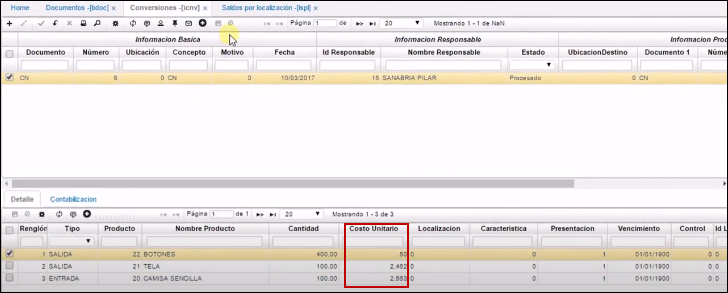 Home Documentos -[bdoc] × Conversiones -[icnv] × Saldos por localización -[ispl] ×
Página 1 de 20 Mostrando 1 - 1 de NaN
Informacion Basica Informacion Responsable Informacion Proc
Documento Número Ubicación Concepto Motivo Fecha Id Responsable Nombre Responsable Estado UbicacionDestino Documento 1 Núm
CN 8 0 CN 0 10/03/2017 15 SANABRIA PILAR Procesado 0 CN
Detalle Contabilizacion
Página 1 de 1 20 Mostrando 1 - 3 de 3
Renglón Tipo Producto Nombre Producto Cantidad Costo Unitario Localizacion Caracteristica Presentacion Vencimiento Control Id L
1 SALIDA 22 BOTONES 400.00 50 0 0 1 01/01/1900 0 0
2 SALIDA 21 TELA 100.00 2,462 0 0 1 01/01/1900 0 0
3 ENTRADA 20 CAMISA SENCILLA 100.00 0 0 1 01/01/1900 0 0